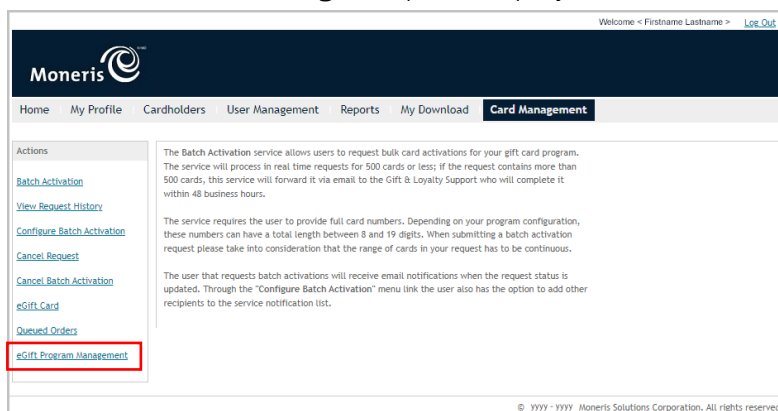 Welcome < Firstname Lastname > Log Out
Moneris
Home My Profile Cardholders User Management Reports My Download Card Management
Actions
Batch Activation
View Request History
Configure Batch Activation
Cancel Request
Cancel Batch Activation
eGift Card
Queued Orders
eGift Program Management
The Batch Activation service allows users to request bulk card activations for your gift card program.
The service will process in real time requests for 500 cards or less; if the request contains more than
500 cards, this service will forward it via email to the Gift & Loyalty Support who will complete it
within 48 business hours.
The service requires the user to provide full card numbers. Depending on your program configuration,
these numbers can have a total length between 8 and 19 digits. When submitting a batch activation
request please take into consideration that the range of cards in your request has to be continuous.
The user that requests batch activations will receive email notifications when the request status is
updated. Through the "Configure Batch Activation" menu link the user also has the option to add other
recipients to the service notification list.
© yyyy - yyyy Moneris Solutions Corporation. All rights reserved